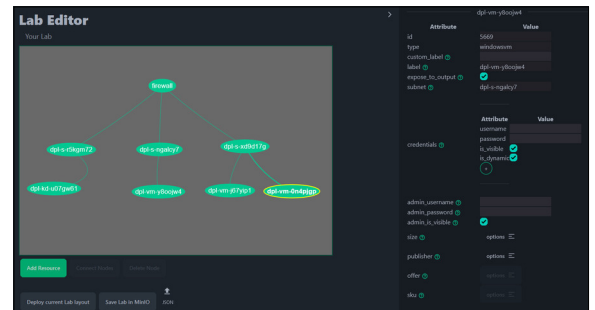 Lab Editor
Your Lab
firewall
dpl-s-r5kgm72
dpl-s-ngalcy7
dpl-s-xd9d17g
dpl-kd-u07gw61
dpl-vm-y8oojw4
dpl-vm-j67yip1
dpl-vm-0n4pjgp
Add Resource
Connect Nodes
Delete Node
Deploy current Lab layout
Save Lab in MinIO
JSON
dpl-vm-y8oojw4
Attribute Value
id 5669
type windowsvm
custom_label
label dpl-vm-y8oojw4
expose_to_output
subnet dpl-s-ngalcy7
credentials
Attribute Value
username
password
is_visible
is_dynamic
+
admin_username
admin_password
admin_is_visible
size options
publisher options
offer options
sku options